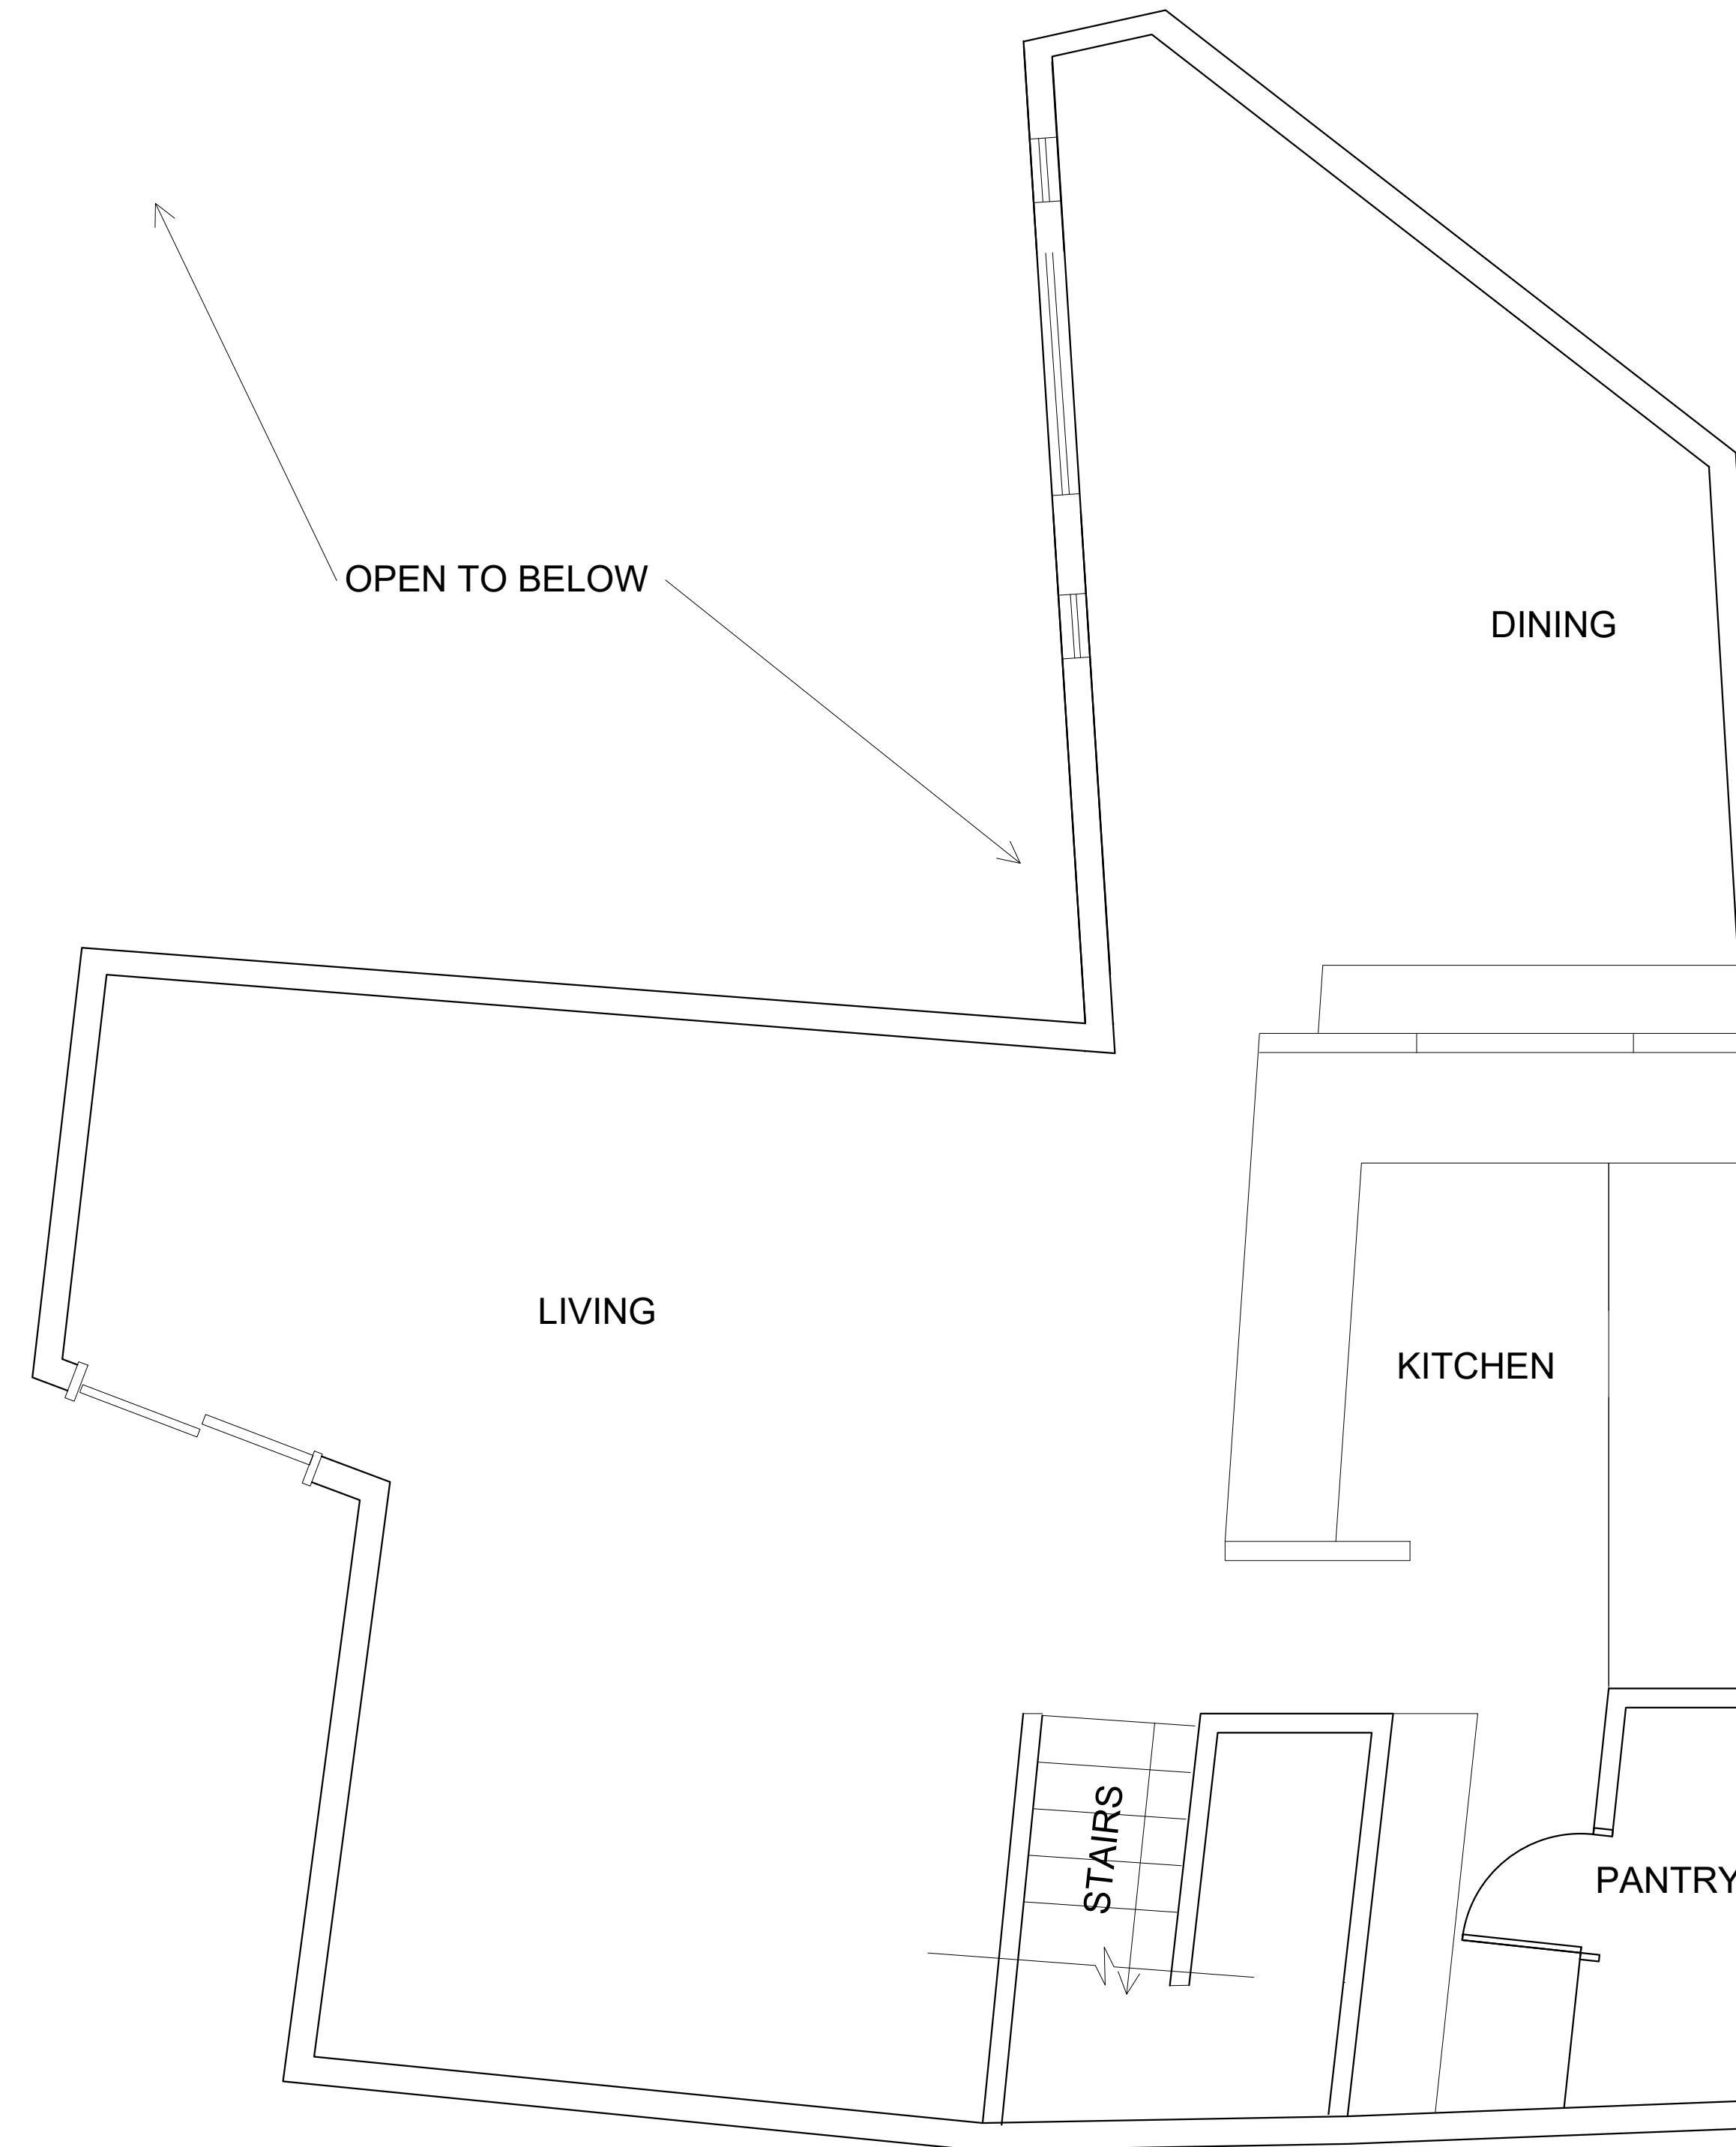 OPEN TO BELOW
DINING
LIVING
KITCHEN
STAIRS
PANTRY